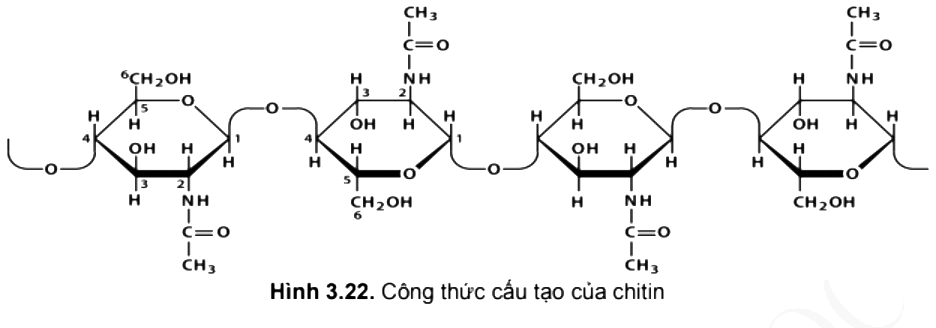 CH₃ CH₃
C=O C=O
⁶CH₂OH NH CH₂OH NH
H 3 2 H H
5 O H O H O H
H OH H H OH H
4 1 4 1
OH H H H O OH H H H
O 3 2 H 5 O O H O
H NH CH₂OH H NH CH₂OH
6
C=O C=O
CH₃ CH₃
Hình 3.22. Công thức cấu tạo của chitin